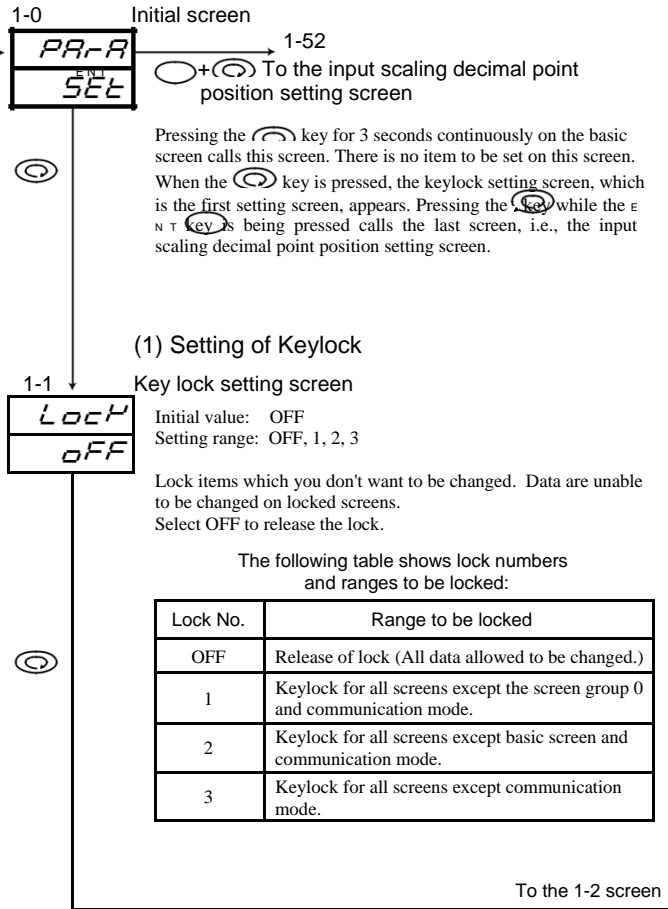 1-0 Initial screen
PArA
SEt
ENT
1-52
+ To the input scaling decimal point
position setting screen
Pressing the key for 3 seconds continuously on the basic
screen calls this screen. There is no item to be set on this screen.
When the key is pressed, the keylock setting screen, which
is the first setting screen, appears. Pressing the key while the E
N T key is being pressed calls the last screen, i.e., the input
scaling decimal point position setting screen.
(1) Setting of Keylock
1-1 Key lock setting screen
Lock
oFF
Initial value: OFF
Setting range: OFF, 1, 2, 3
Lock items which you don't want to be changed. Data are unable
to be changed on locked screens.
Select OFF to release the lock.
The following table shows lock numbers
and ranges to be locked:
Lock No. Range to be locked
OFF Release of lock (All data allowed to be changed.)
1 Keylock for all screens except the screen group 0
and communication mode.
2 Keylock for all screens except basic screen and
communication mode.
3 Keylock for all screens except communication
mode.
To the 1-2 screen